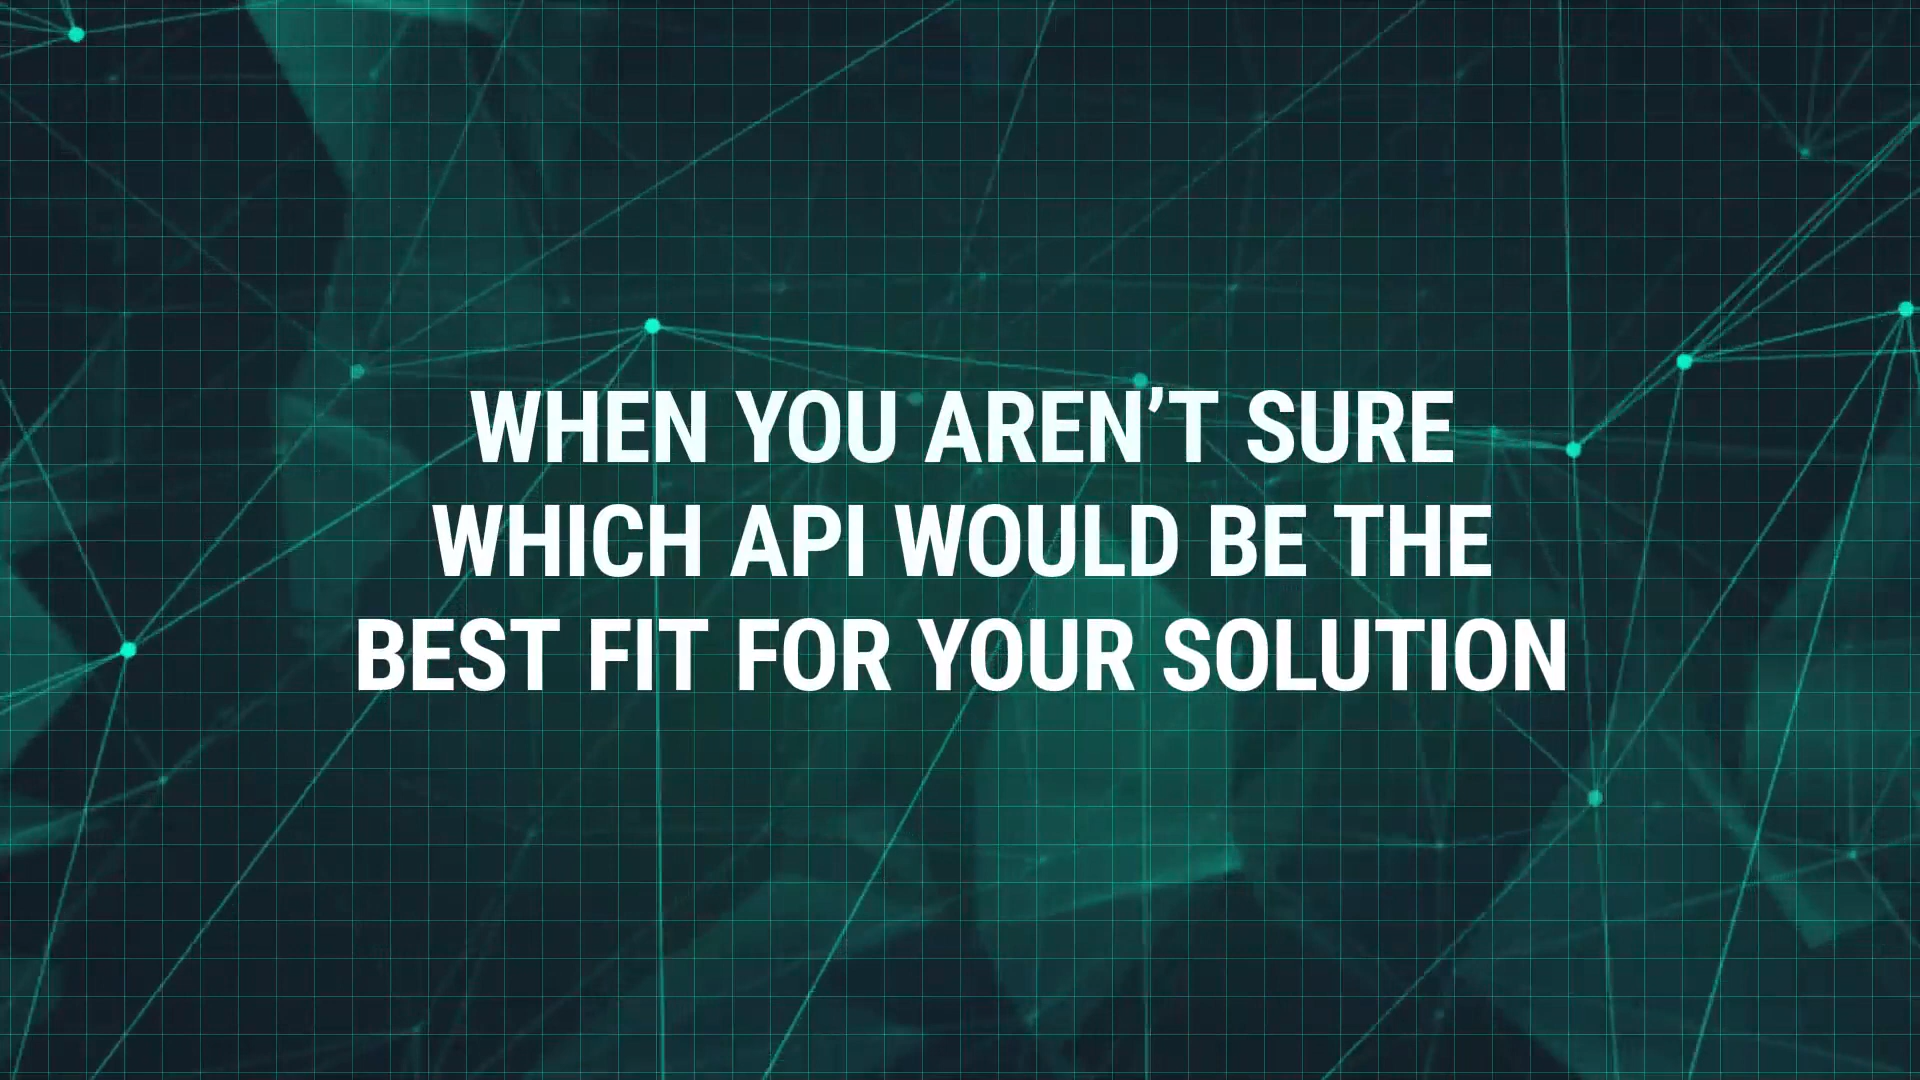 WHEN YOU AREN’T SURE
WHICH API WOULD BE THE
BEST FIT FOR YOUR SOLUTION